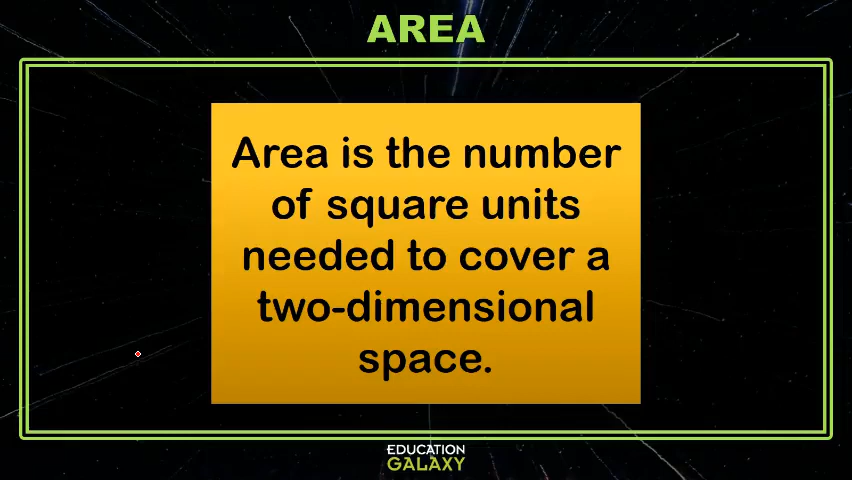 AREA
Area is the number
of square units
needed to cover a
two-dimensional
space.
EDUCATION
GALAXY